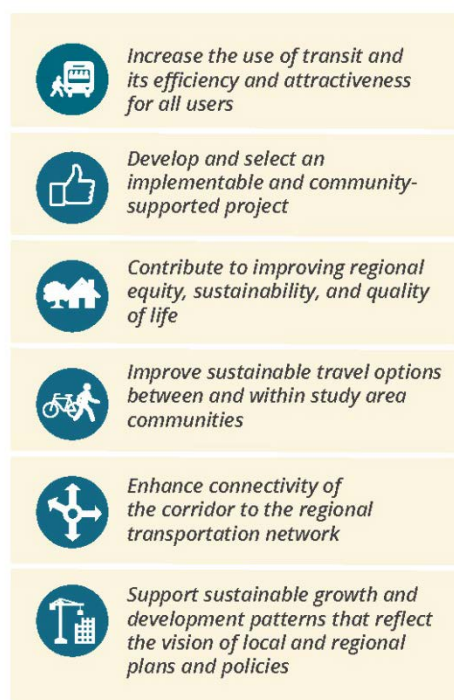 Increase the use of transit and
its efficiency and attractiveness
for all users
Develop and select an
implementable and community-
supported project
Contribute to improving regional
equity, sustainability, and quality
of life
Improve sustainable travel options
between and within study area
communities
Enhance connectivity of
the corridor to the regional
transportation network
Support sustainable growth and
development patterns that reflect
the vision of local and regional
plans and policies